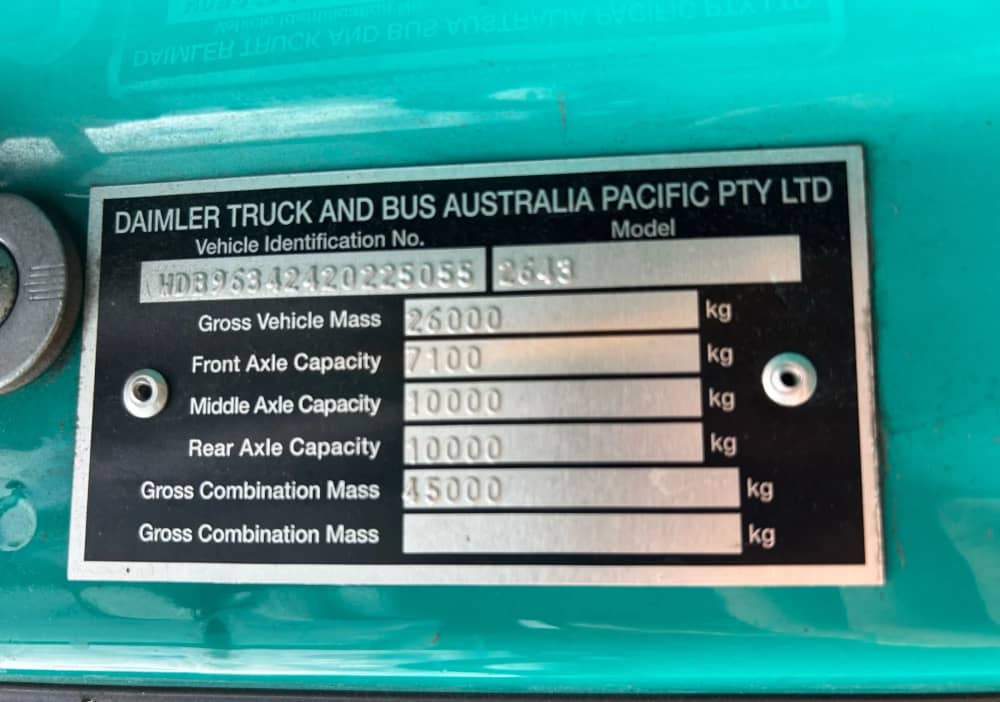 DAIMLER TRUCK AND BUS AUSTRALIA PACIFIC PTY LTD
Vehicle Identification No. Model
WDB96342420225055 2643
Gross Vehicle Mass 26000 kg
Front Axle Capacity 7100 kg
Middle Axle Capacity 10000 kg
Rear Axle Capacity 10000 kg
Gross Combination Mass 45000 kg
Gross Combination Mass kg